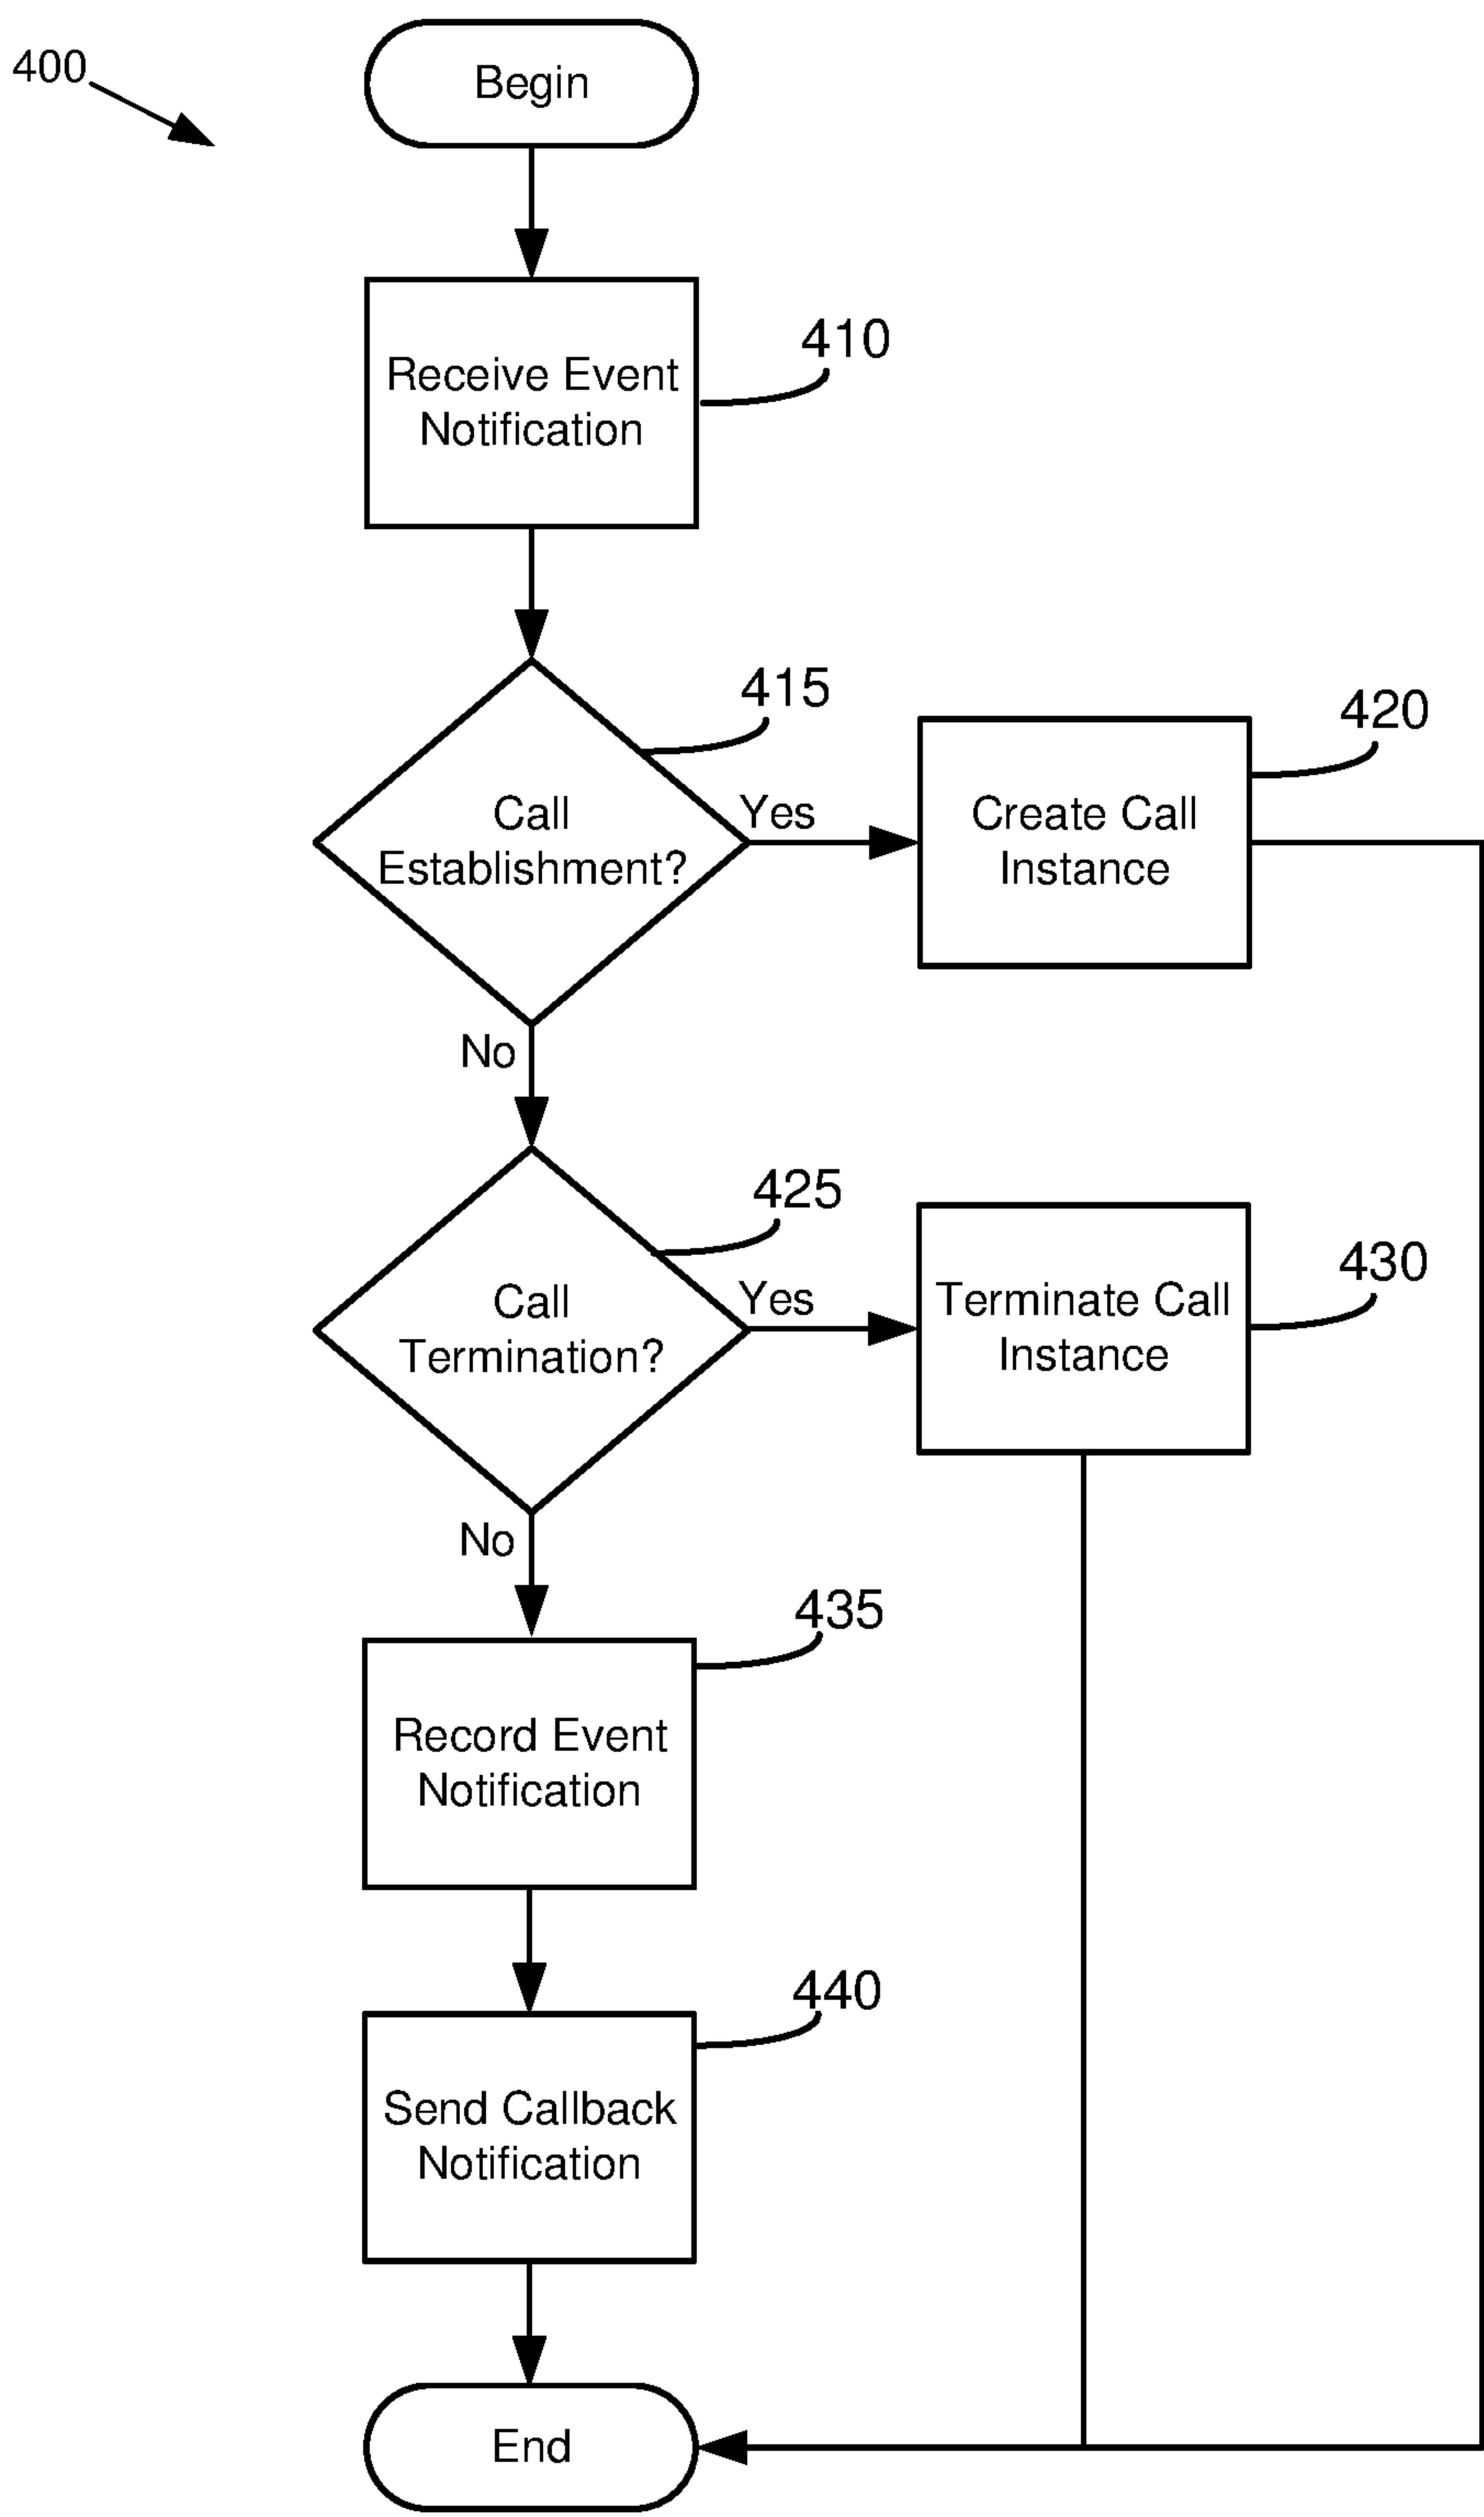 400
Begin
Receive Event
Notification
410
Call
Establishment?
415
Yes
Create Call
Instance
420
No
Call
Termination?
425
Yes
Terminate Call
Instance
430
No
Record Event
Notification
435
Send Callback
Notification
440
End